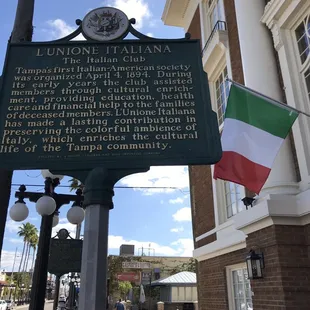 L'UNIONE ITALIANA
The Italian Club
Tampa's first Italian-American society
was organized April 4, 1894. During
its early years the club assisted
members with cultural enrich-
ment, providing education, health
care and financial help to the families
of deceased members. L'Unione Italiana
has made a lasting contribution in
preserving the colorful ambience of
Italy, which enriches the cultural
life of the Tampa community.